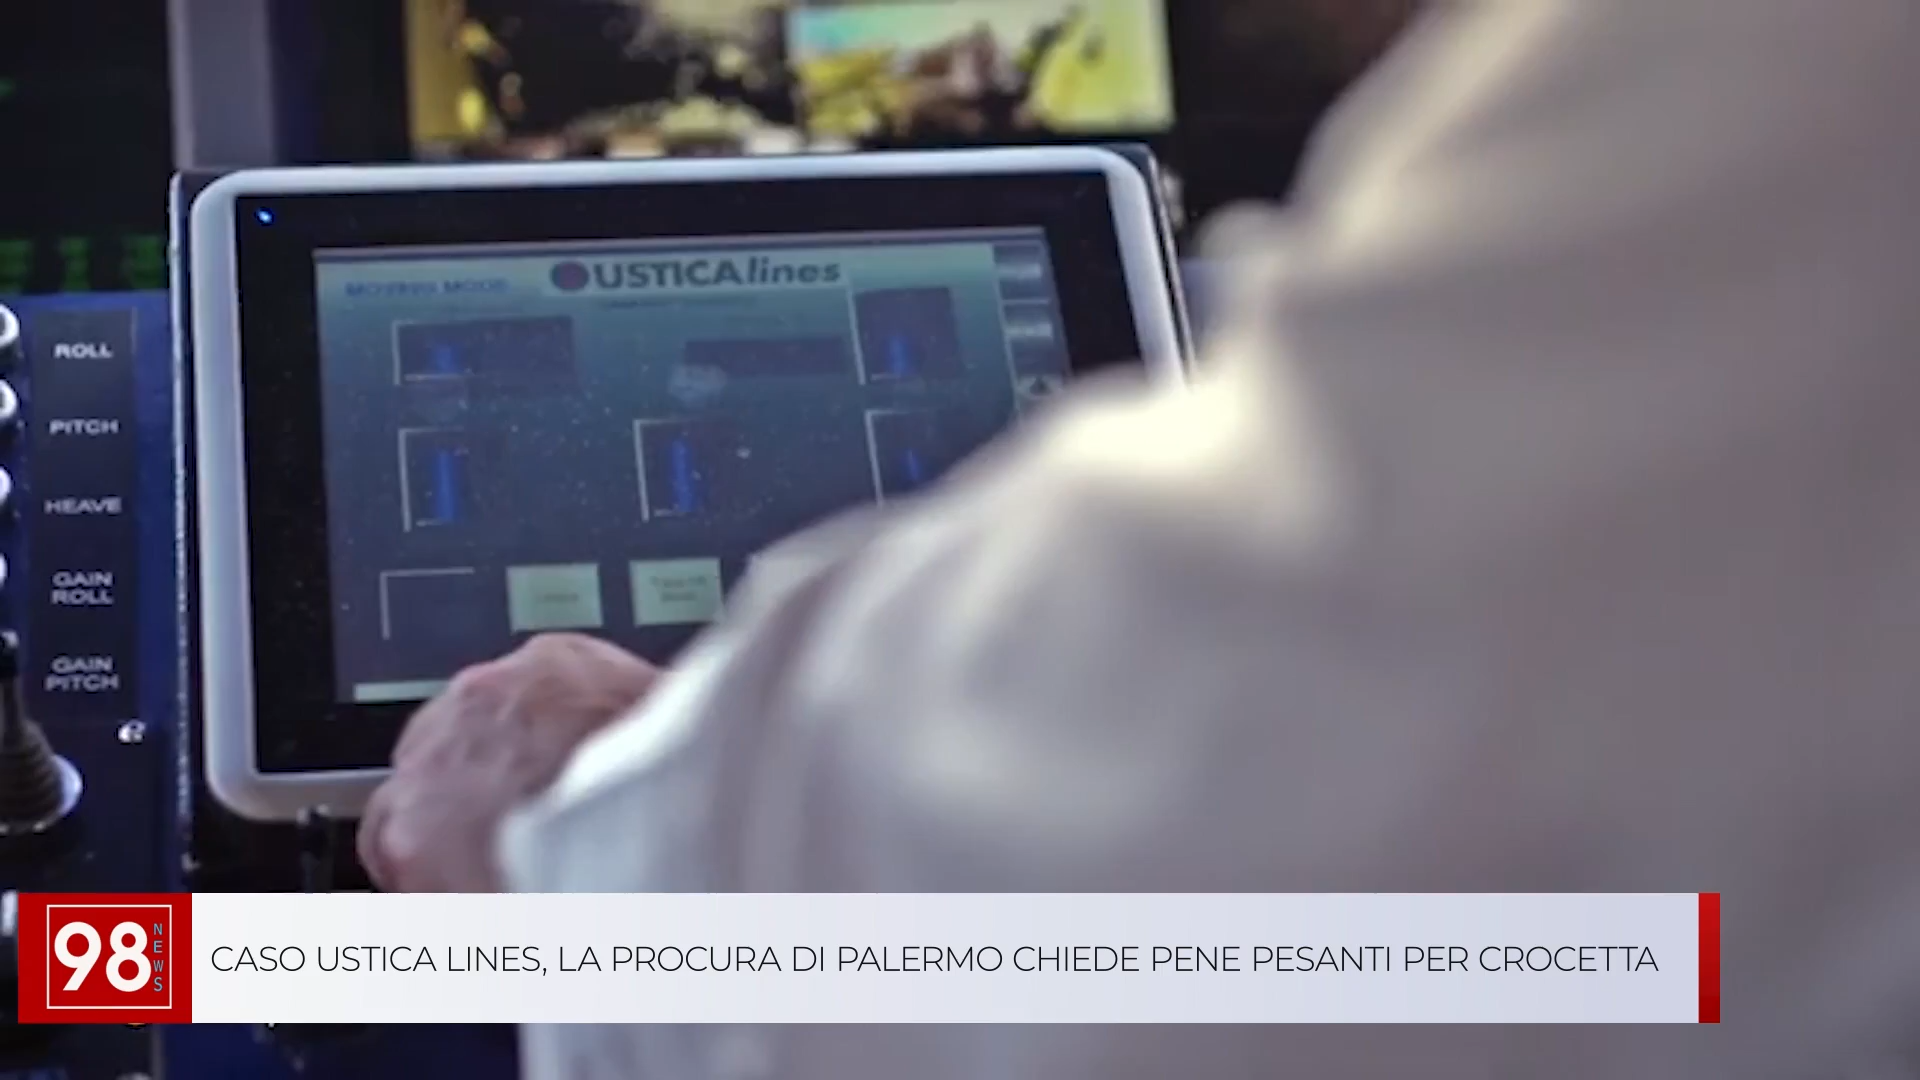 USTICAlines
ROLL
PITCH
HEAVE
GAIN
ROLL
GAIN
PITCH
98
NEWS
CASO USTICA LINES, LA PROCURA DI PALERMO CHIEDE PENE PESANTI PER CROCETTA